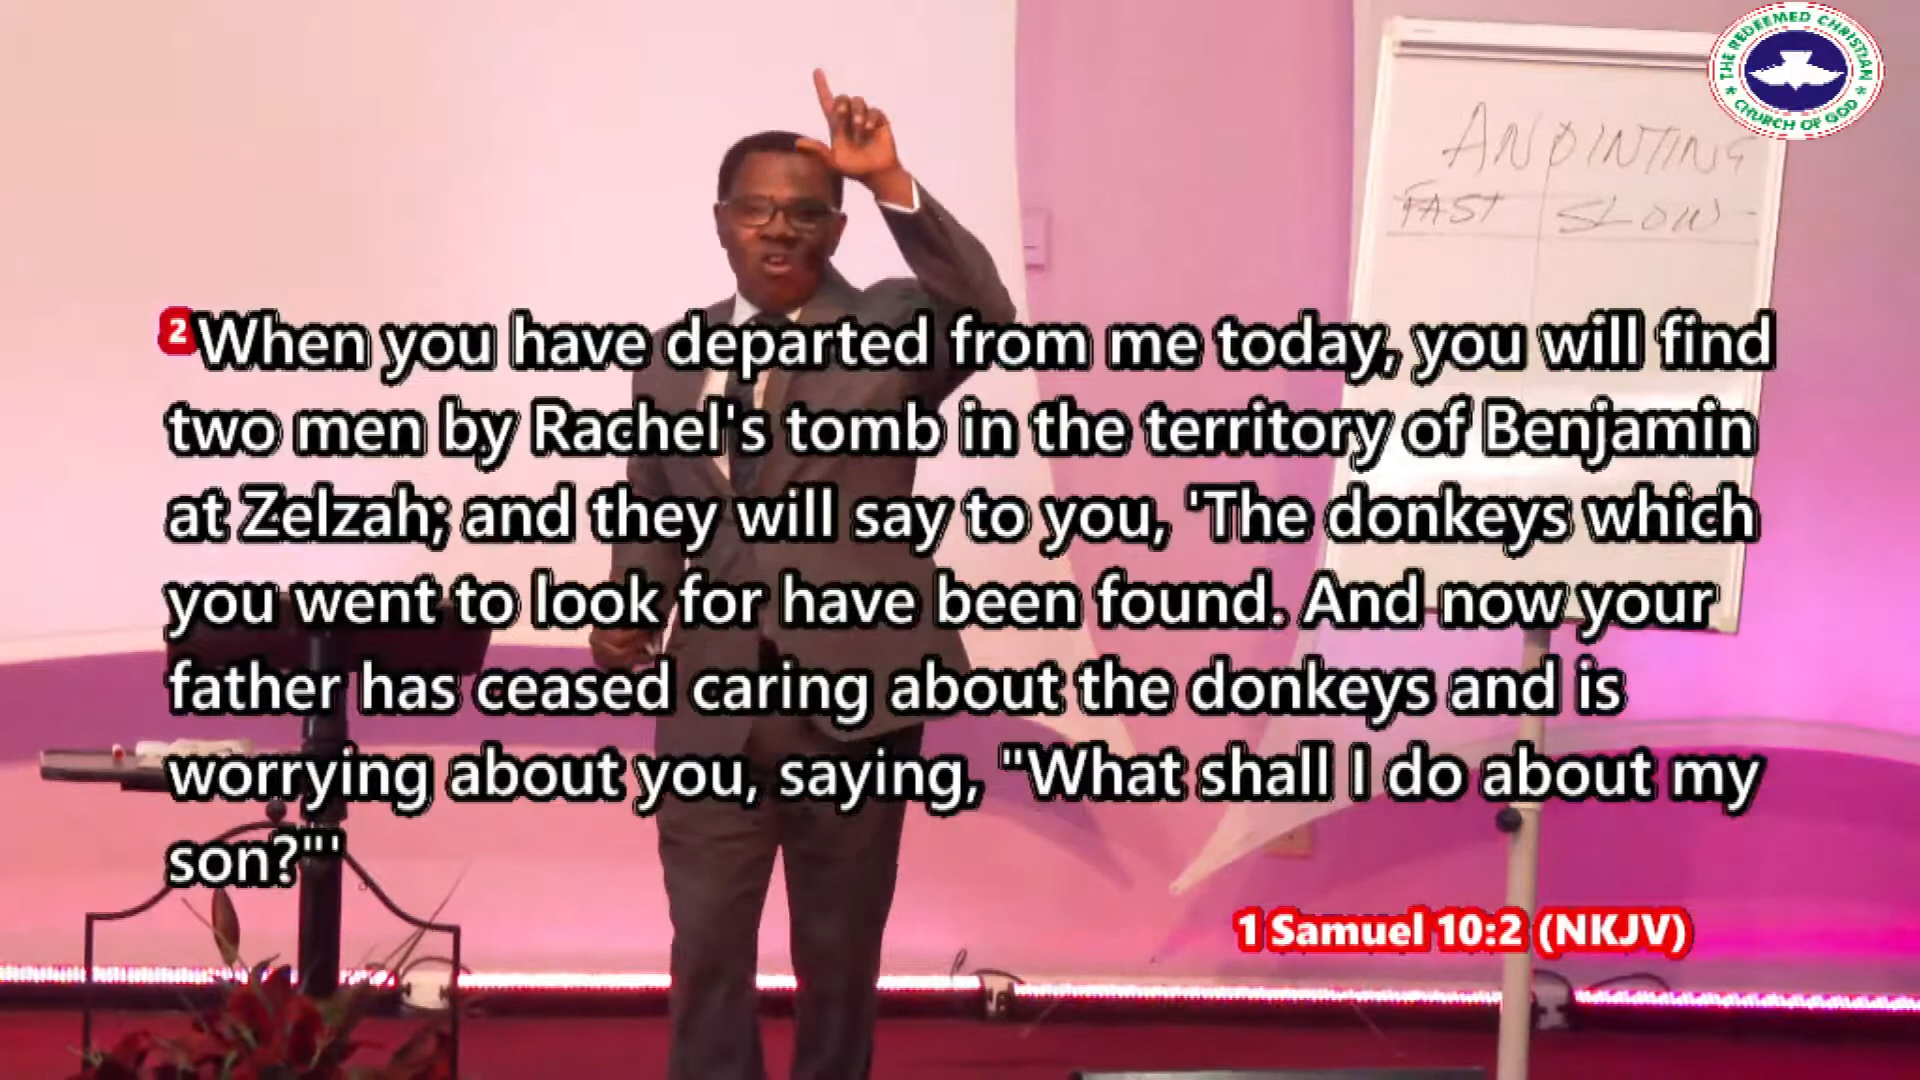 THE REDEEMED CHRISTIAN
CHURCH OF GOD
ANOINTING
FAST SLOW
2 When you have departed from me today, you will find
two men by Rachel's tomb in the territory of Benjamin
at Zelzah; and they will say to you, 'The donkeys which
you went to look for have been found. And now your
father has ceased caring about the donkeys and is
worrying about you, saying, "What shall I do about my
son?"'
1 Samuel 10:2 (NKJV)